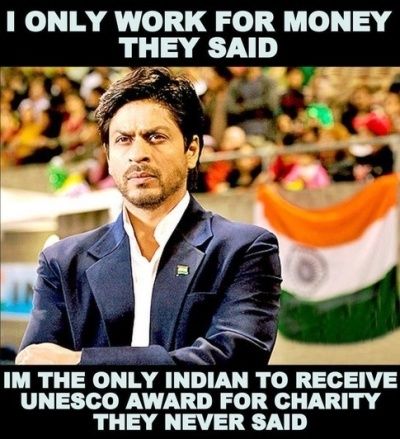 I ONLY WORK FOR MONEY
THEY SAID
IM THE ONLY INDIAN TO RECEIVE
UNESCO AWARD FOR CHARITY
THEY NEVER SAID